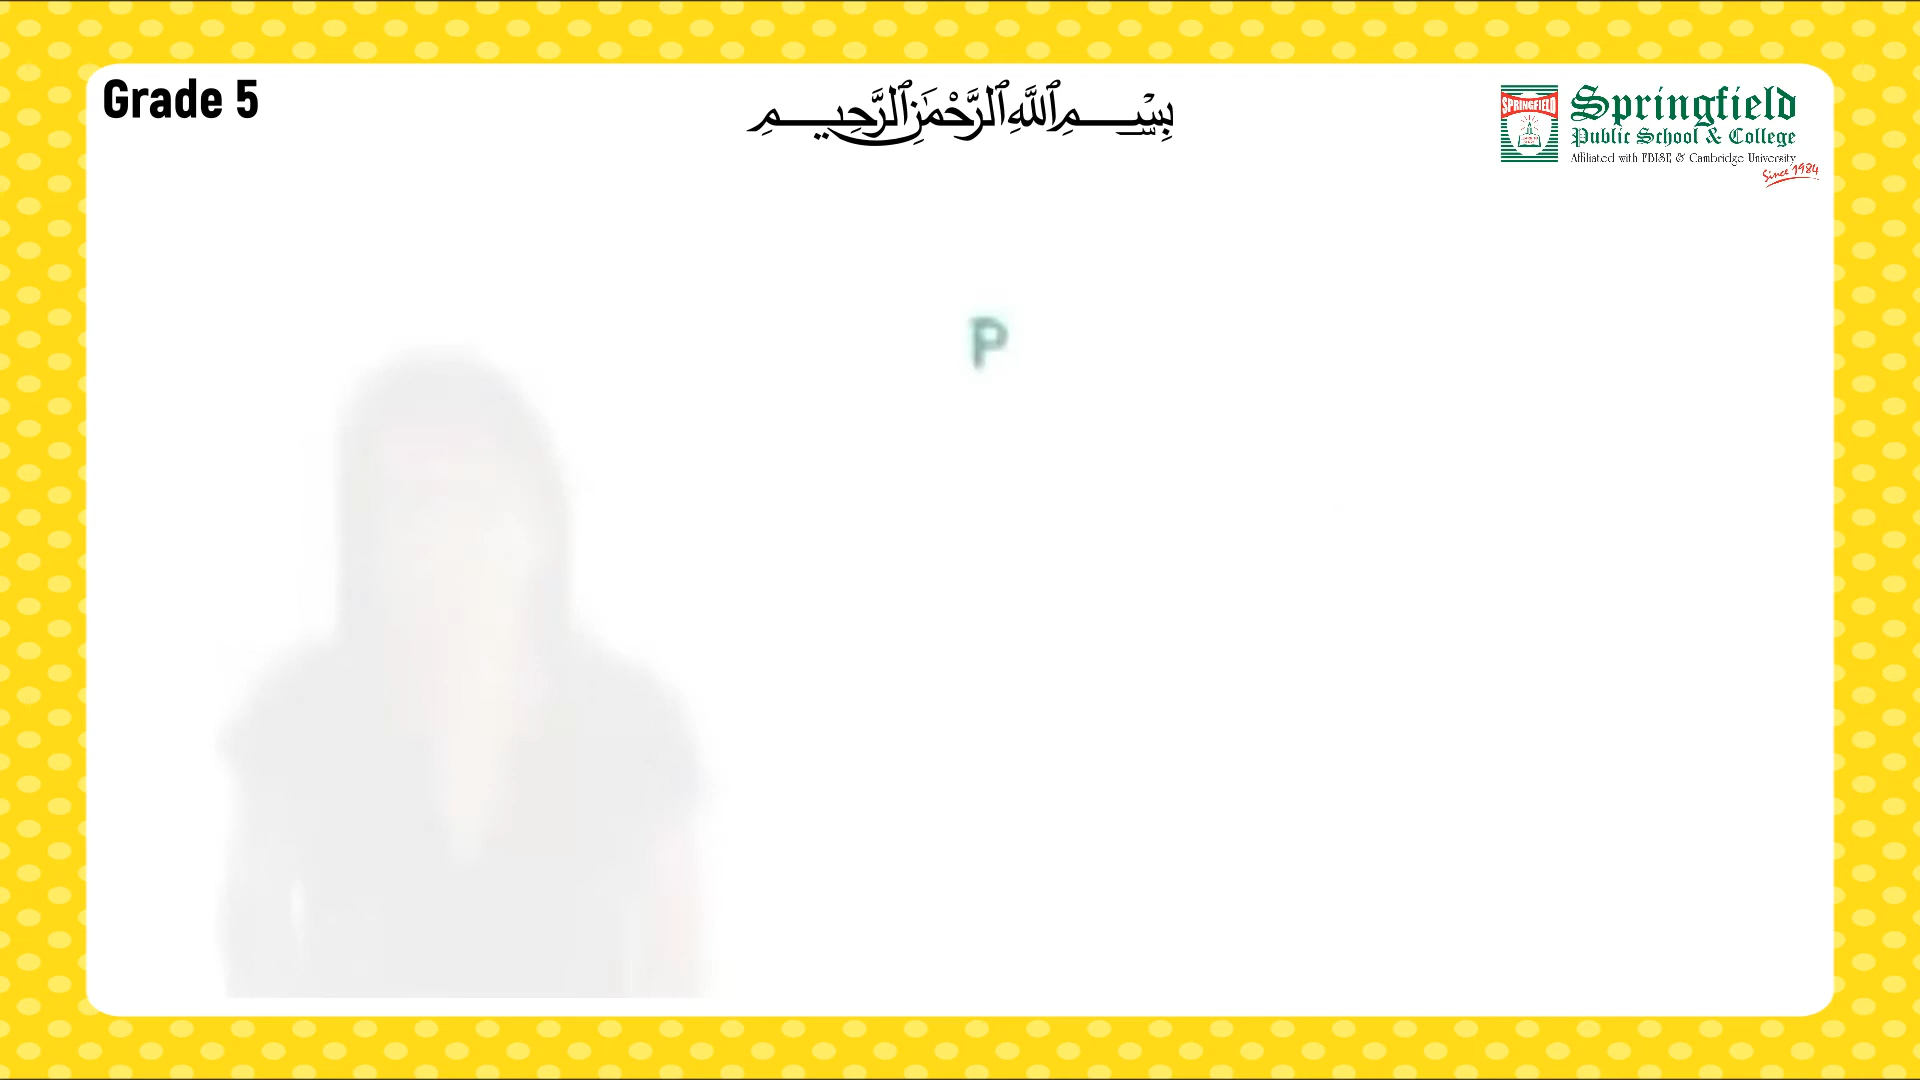 Grade 5
بِسْمِ ٱللَّهِ ٱلرَّحْمَٰنِ ٱلرَّحِيمِ
SPRINGFIELD
Springfield
Public School & College
Affiliated with FBISE & Cambridge University
Since 1984
P